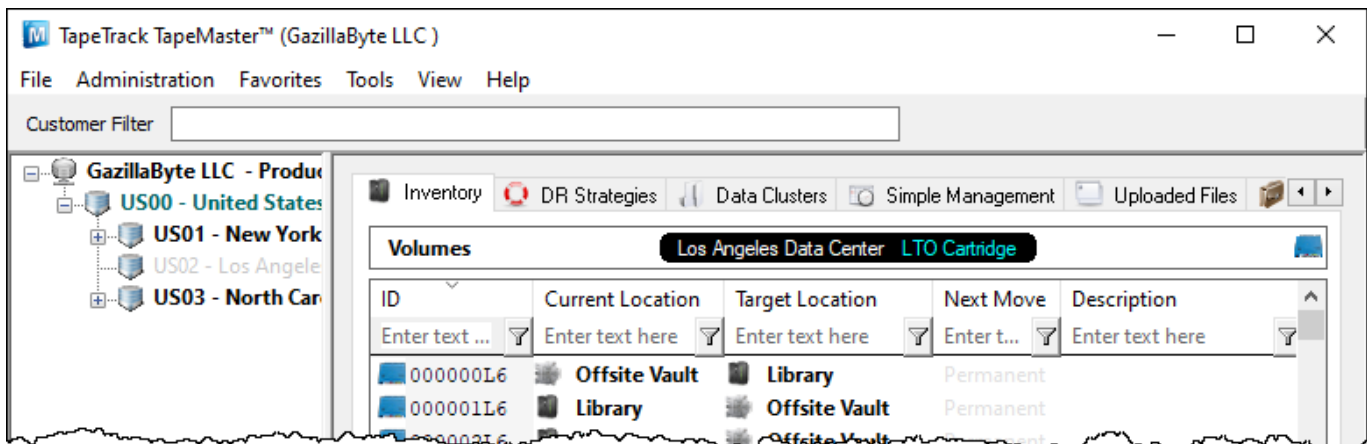 TapeTrack TapeMaster™ (GazillaByte LLC )
File Administration Favorites Tools View Help
Customer Filter
GazillaByte LLC - Produc
US00 - United States
US01 - New York
US02 - Los Angele
US03 - North Car
Inventory DR Strategies Data Clusters Simple Management Uploaded Files
Volumes Los Angeles Data Center LTO Cartridge
ID Current Location Target Location Next Move Description
Enter text ... Enter text here Enter text here Enter t... Enter text here
000000L6 Offsite Vault Library Permanent
000001L6 Library Offsite Vault Permanent
Offsite Vault